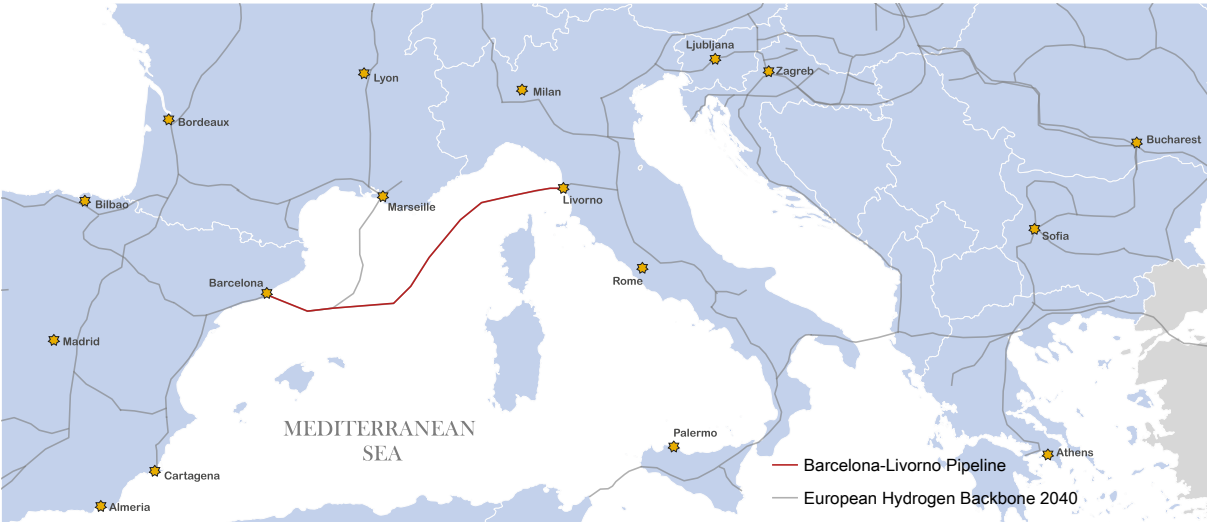 Ljubljana
Zagreb
Lyon
Milan
Bordeaux
Bucharest
Bilbao
Marseille
Livorno
Sofia
Barcelona
Rome
Madrid
MEDITERRANEAN
SEA
Palermo
Athens
Cartagena
Almeria
Barcelona-Livorno Pipeline
European Hydrogen Backbone 2040